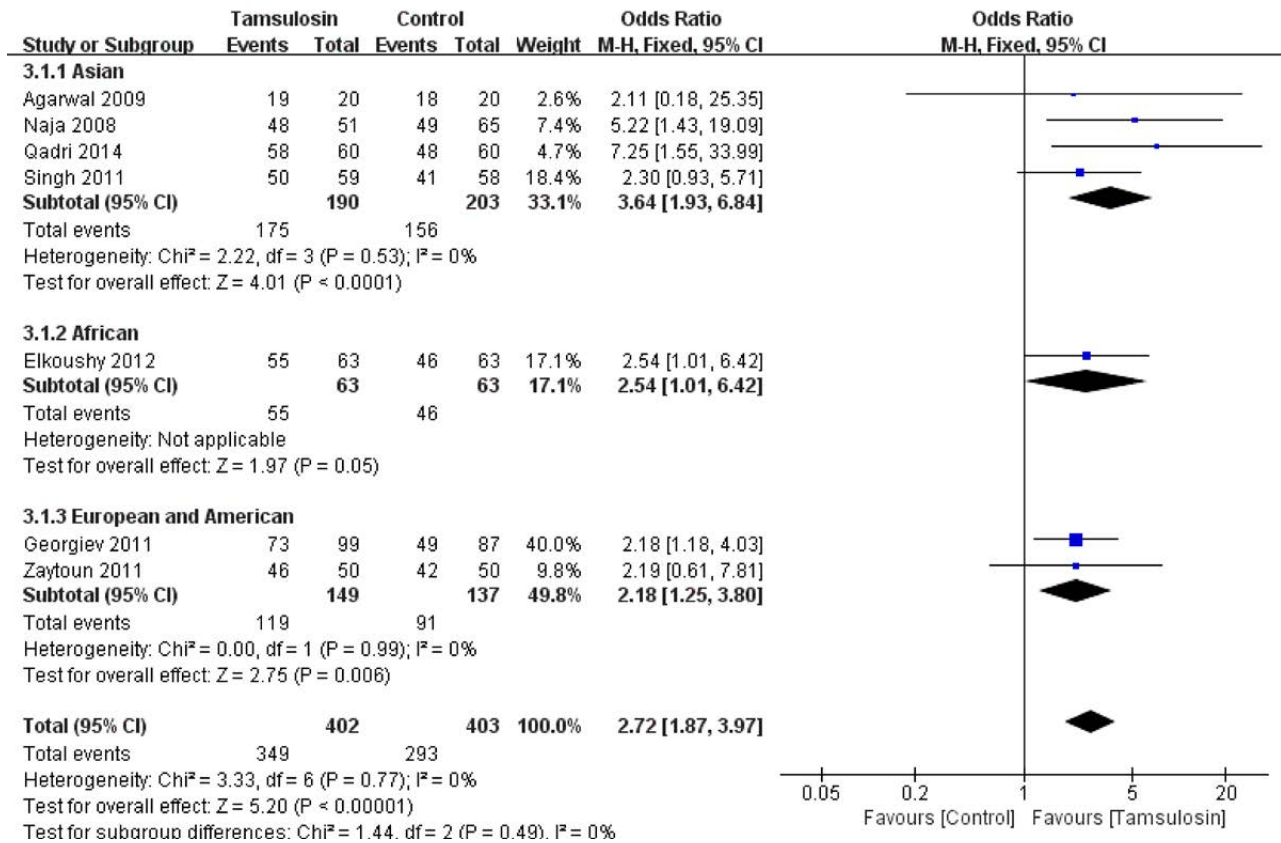 Tamsulosin Control Odds Ratio Odds Ratio
Study or Subgroup Events Total Events Total Weight M-H, Fixed, 95% CI M-H, Fixed, 95% CI
3.1.1 Asian
Agarwal 2009 19 20 18 20 2.6% 2.11 [0.18, 25.35]
Naja 2008 48 51 49 65 7.4% 5.22 [1.43, 19.09]
Qadri 2014 58 60 48 60 4.7% 7.25 [1.55, 33.99]
Singh 2011 50 59 41 58 18.4% 2.30 [0.93, 5.71]
Subtotal (95% CI) 190 203 33.1% 3.64 [1.93, 6.84]
Total events 175 156
Heterogeneity: Chi² = 2.22, df = 3 (P = 0.53); I² = 0%
Test for overall effect: Z = 4.01 (P < 0.0001)
3.1.2 African
Elkoushy 2012 55 63 46 63 17.1% 2.54 [1.01, 6.42]
Subtotal (95% CI) 63 63 17.1% 2.54 [1.01, 6.42]
Total events 55 46
Heterogeneity: Not applicable
Test for overall effect: Z = 1.97 (P = 0.05)
3.1.3 European and American
Georgiev 2011 73 99 49 87 40.0% 2.18 [1.18, 4.03]
Zaytoun 2011 46 50 42 50 9.8% 2.19 [0.61, 7.81]
Subtotal (95% CI) 149 137 49.8% 2.18 [1.25, 3.80]
Total events 119 91
Heterogeneity: Chi² = 0.00, df = 1 (P = 0.99); I² = 0%
Test for overall effect: Z = 2.75 (P = 0.006)
Total (95% CI) 402 403 100.0% 2.72 [1.87, 3.97]
Total events 349 293
Heterogeneity: Chi² = 3.33, df = 6 (P = 0.77); I² = 0%
Test for overall effect: Z = 5.20 (P < 0.00001)
Test for subgroup differences: Chi² = 1.44, df = 2 (P = 0.49), I² = 0%
0.05 0.2 1 5 20
Favours [Control] Favours [Tamsulosin]